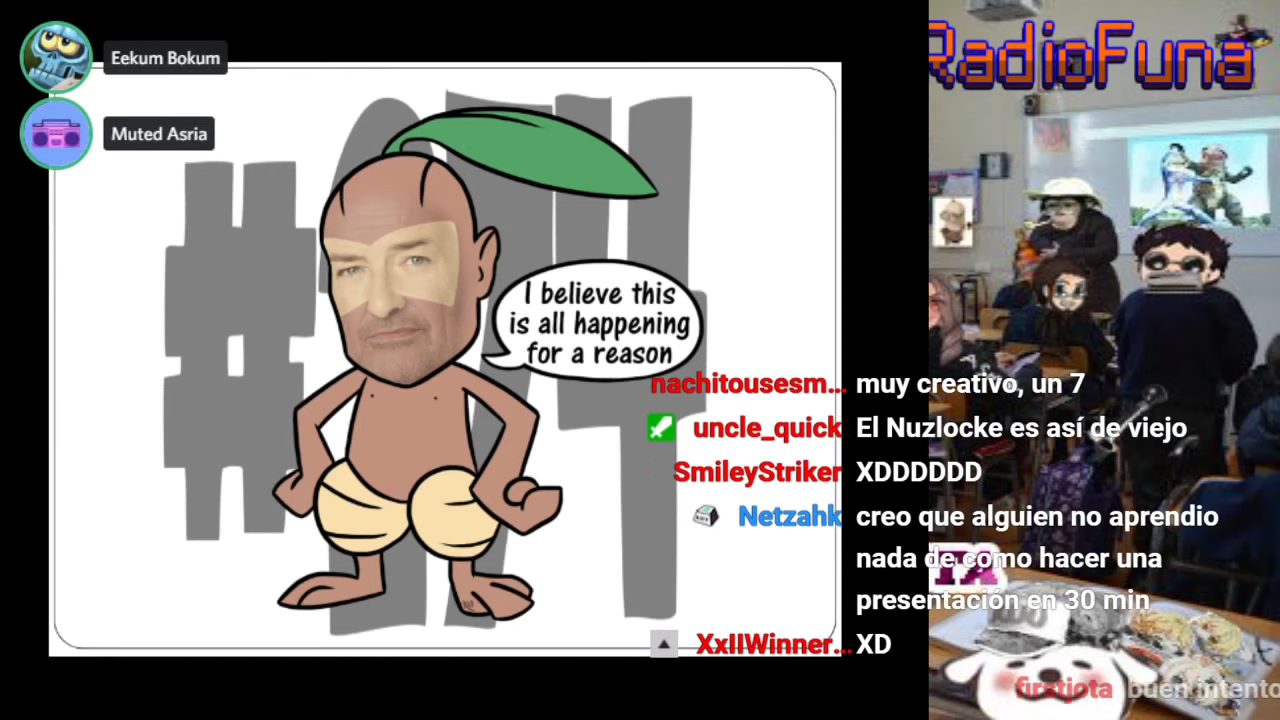 RadioFuna
Eekum Bokum
Muted Asria
#074
I believe this
is all happening
for a reason
nachitousesm… muy creativo, un 7
uncle_quick El Nuzlocke es así de viejo
SmileyStriker XDDDDDD
Netzahk creo que alguien no aprendio
nada de como hacer una
presentación en 30 min
XxIIWinner… XD
firstjota buen intento